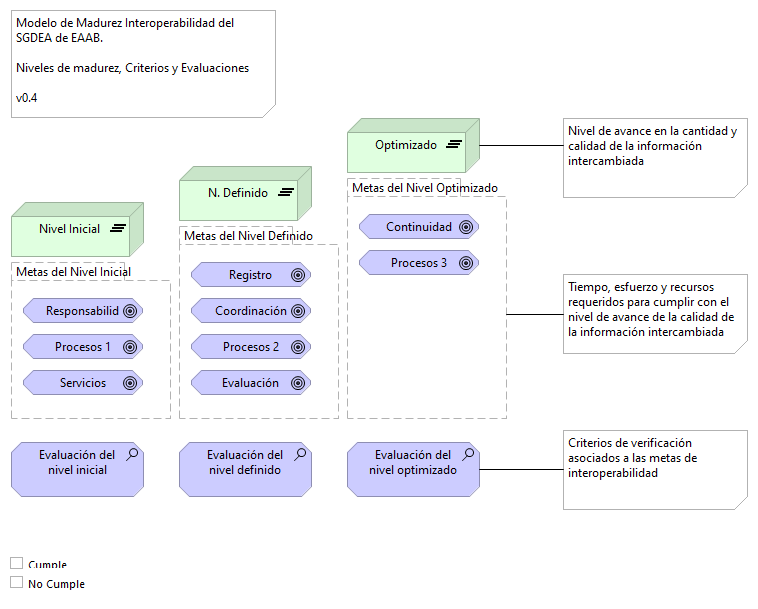 Modelo de Madurez Interoperabilidad del
SGDEA de EAAB.
Niveles de madurez, Criterios y Evaluaciones
v0.4
Optimizado
Nivel de avance en la cantidad y
calidad de la información
intercambiada
N. Definido
Metas del Nivel Optimizado
Nivel Inicial
Metas del Nivel Definido
Continuidad
Procesos 3
Metas del Nivel Inicial
Registro
Responsabilid
Coordinación
Procesos 1
Procesos 2
Servicios
Evaluación
Tiempo, esfuerzo y recursos
requeridos para cumplir con el
nivel de avance de la calidad de
la información intercambiada
Evaluación del
nivel inicial
Evaluación del
nivel definido
Evaluación del
nivel optimizado
Criterios de verificación
asociados a las metas de
interoperabilidad
Cumple
No Cumple